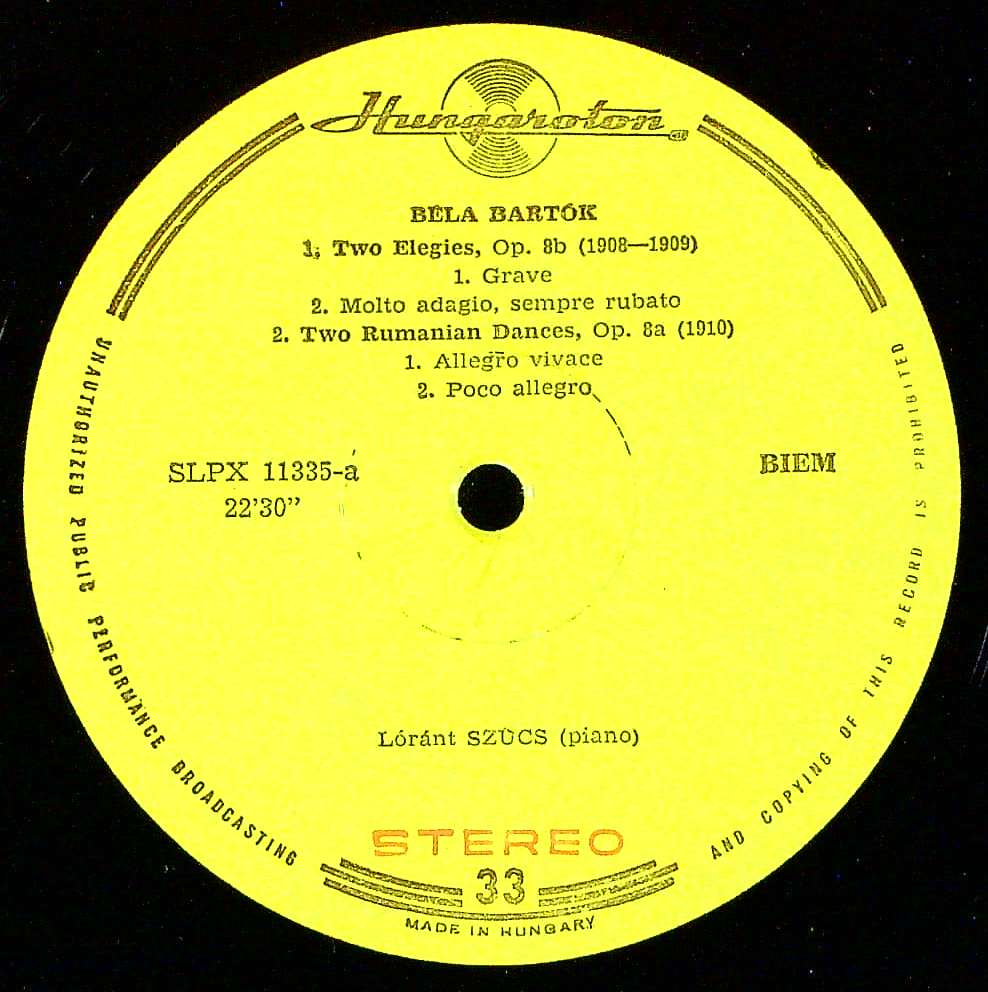 Hungaroton
BÉLA BARTÓK
1. Two Elegies, Op. 8b (1908—1909)
1. Grave
2. Molto adagio, sempre rubato
2. Two Rumanian Dances, Op. 8a (1910)
1. Allegro vivace
2. Poco allegro
SLPX 11335-a
22'30”
BIEM
Lóránt SZŰCS (piano)
STEREO
33
MADE IN HUNGARY
UNAUTHORIZED PUBLIC PERFORMANCE BROADCASTING AND COPYING OF THIS RECORD IS PROHIBITED